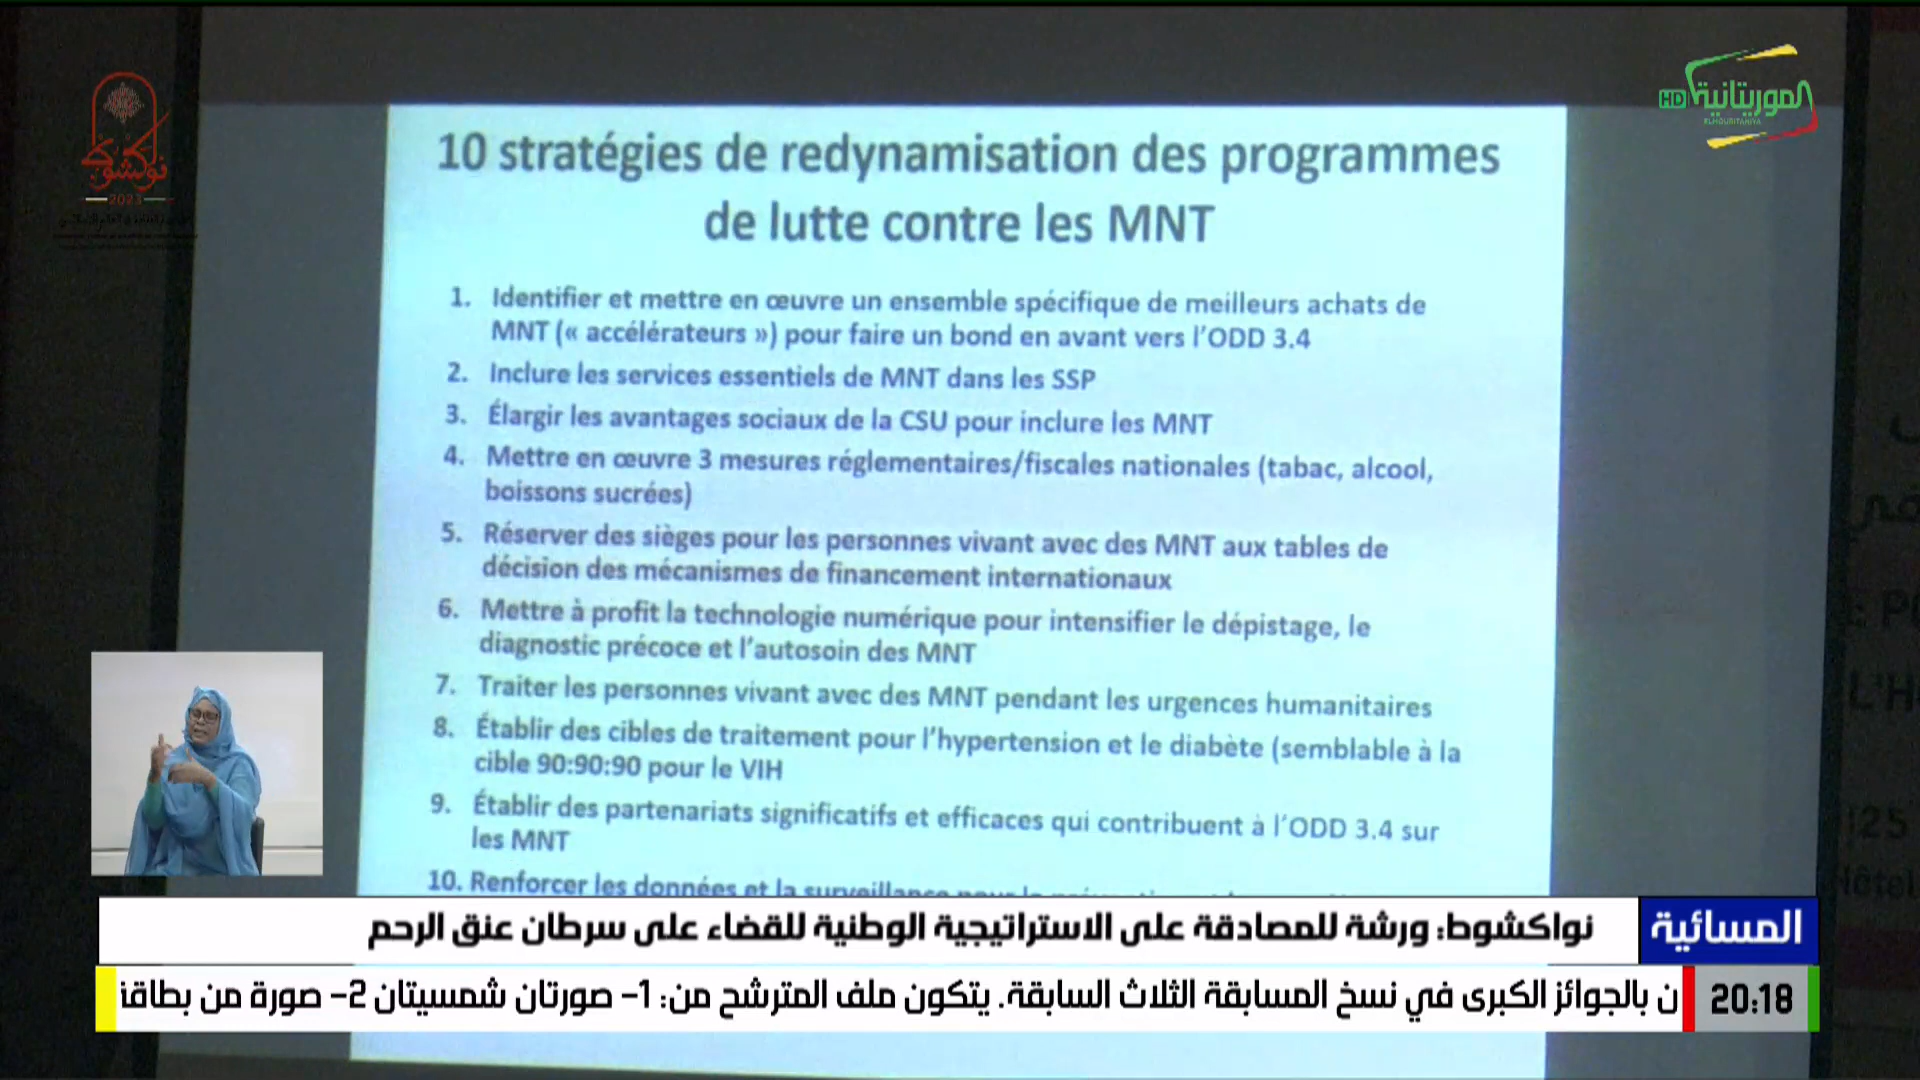 الموريتانية
HD
ELMOURITANIYA
نواكشوط
2023
10 stratégies de redynamisation des programmes
de lutte contre les MNT
1. Identifier et mettre en œuvre un ensemble spécifique de meilleurs achats de
MNT (« accélérateurs ») pour faire un bond en avant vers l'ODD 3.4
2. Inclure les services essentiels de MNT dans les SSP
3. Élargir les avantages sociaux de la CSU pour inclure les MNT
4. Mettre en œuvre 3 mesures réglementaires/fiscales nationales (tabac, alcool,
boissons sucrées)
5. Réserver des sièges pour les personnes vivant avec des MNT aux tables de
décision des mécanismes de financement internationaux
6. Mettre à profit la technologie numérique pour intensifier le dépistage, le
diagnostic précoce et l'autosoin des MNT
7. Traiter les personnes vivant avec des MNT pendant les urgences humanitaires
8. Établir des cibles de traitement pour l'hypertension et le diabète (semblable à la
cible 90:90:90 pour le VIH
9. Établir des partenariats significatifs et efficaces qui contribuent à l'ODD 3.4 sur
les MNT
10. Renforcer les données et la surveillance
المسائية
نواكشوط: ورشة للمصادقة على الاستراتيجية الوطنية للقضاء على سرطان عنق الرحم
20:18
ن بالجوائز الكبرى في نسخ المسابقة الثلاث السابقة. يتكون ملف المترشح من: 1- صورتان شمسيتان 2- صورة من بطاقة